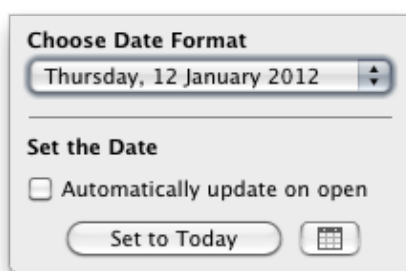 Choose Date Format
Thursday, 12 January 2012
Set the Date
Automatically update on open
Set to Today